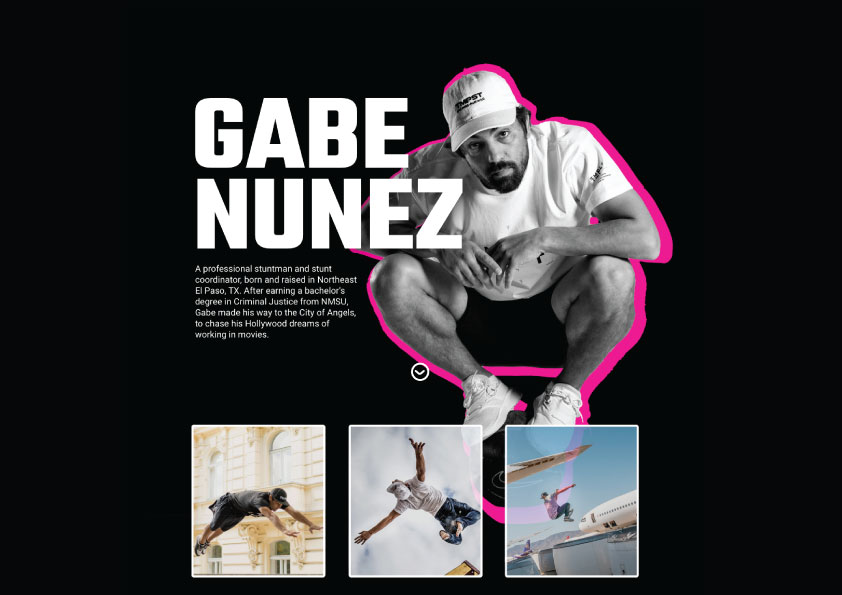 GABE
NUNEZ
A professional stuntman and stunt
coordinator, born and raised in Northeast
El Paso, TX. After earning a bachelor's
degree in Criminal Justice from NMSU,
Gabe made his way to the City of Angels,
to chase his Hollywood dreams of
working in movies.